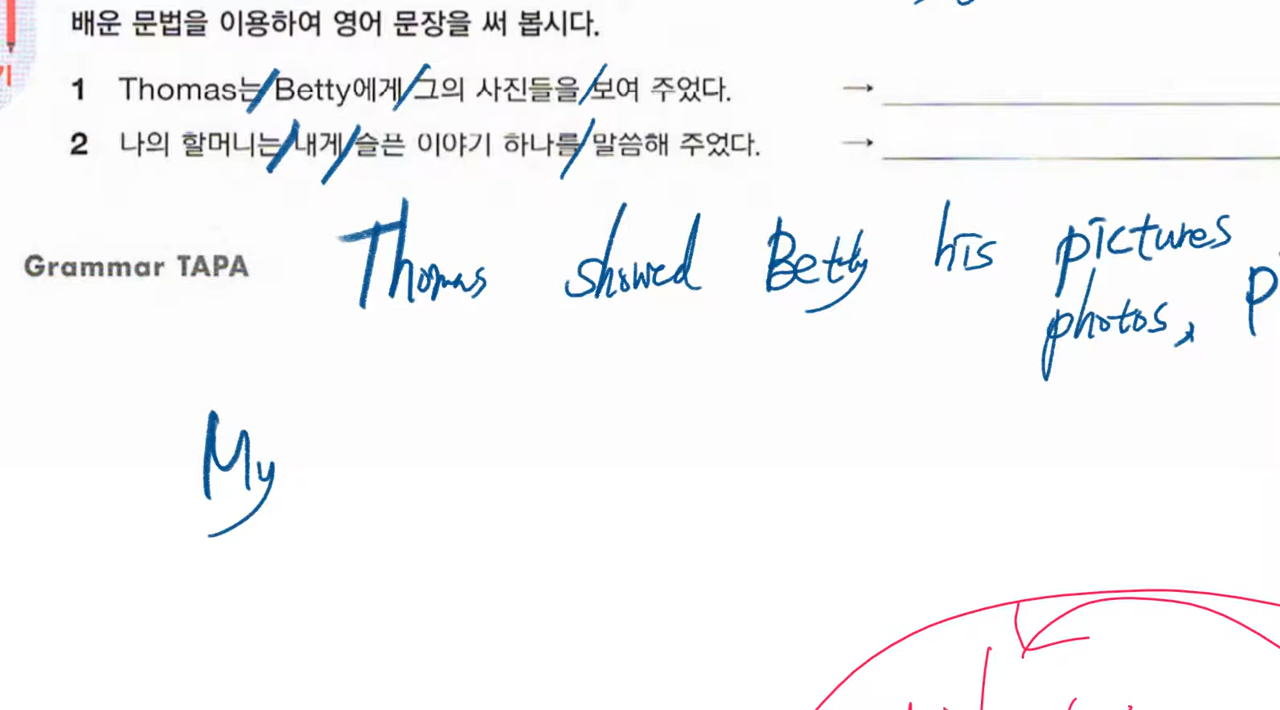 배운 문법을 이용하여 영어 문장을 써 봅시다.
1 Thomas는/Betty에게/그의 사진들을/보여 주었다. →
2 나의 할머니는/내게/슬픈 이야기 하나를/말씀해 주었다. →
Grammar TAPA
Thomas showed Betty his pictures
photos,
My